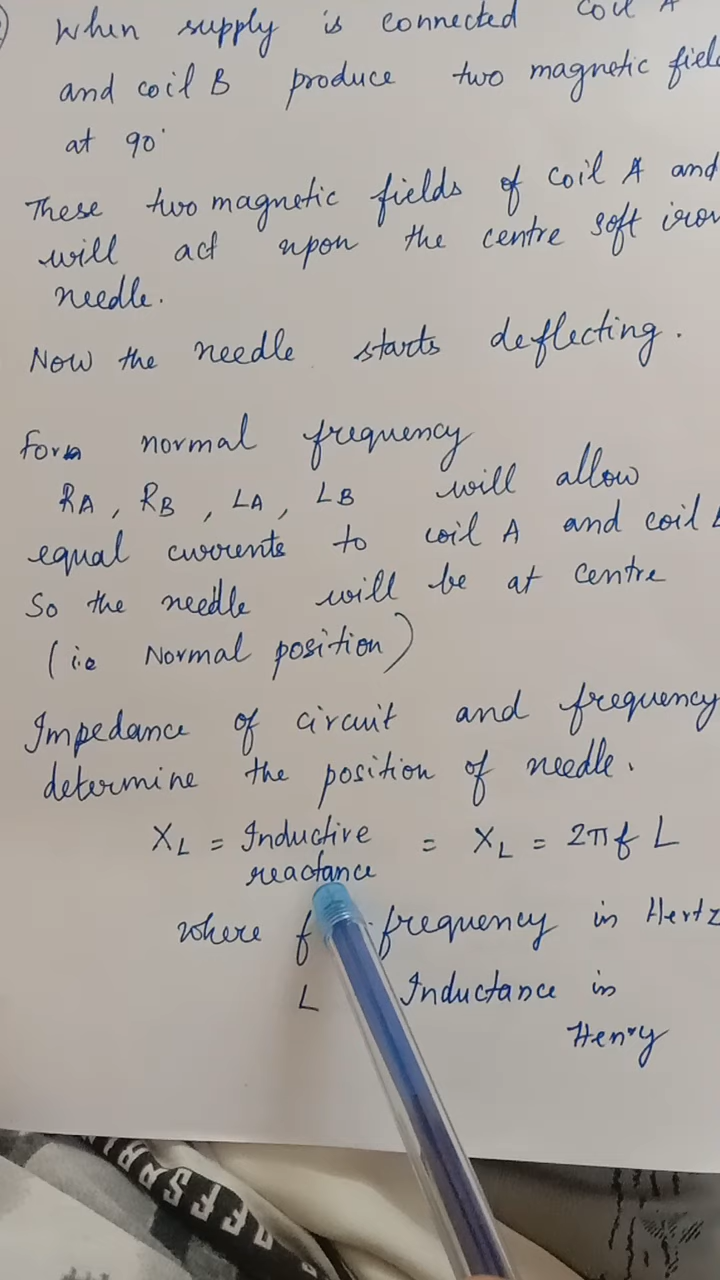 When supply is connected coil A
and coil B produce two magnetic field
at 90°
These two magnetic fields of coil A and
will act upon the centre soft iron
needle.
Now the needle starts deflecting.
For normal frequency
RA, RB, LA, LB will allow
equal currents to coil A and coil
So the needle will be at centre
(i.e Normal position)
Impedance of circuit and frequency
determine the position of needle.
XL = Inductive reactance = XL = 2πf L
where f frequency in Hertz
L Inductance in
Henry